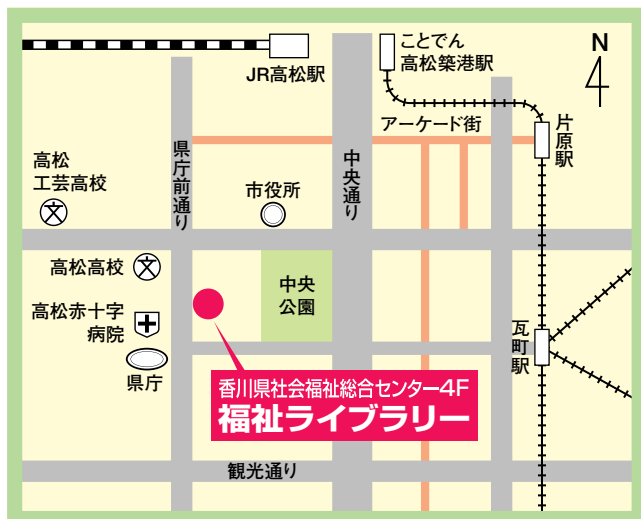 JR高松駅
ことでん
高松築港駅
N
アーケード街
片原駅
県庁前通り
中央通り
高松
工芸高校
市役所
高松高校
中央
公園
高松赤十字
病院
県庁
瓦町駅
香川県社会福祉総合センター4F
福祉ライブラリー
観光通り